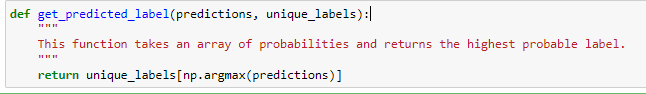 def get_predicted_label(predictions, unique_labels):
    """
    This function takes an array of probabilities and returns the highest probable label.
    """
    return unique_labels[np.argmax(predictions)]